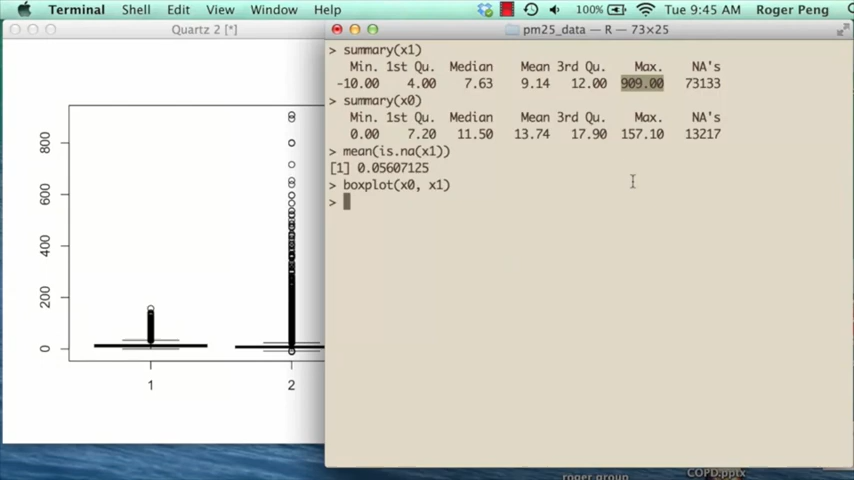 Terminal Shell Edit View Window Help 100% Tue 9:45 AM Roger Peng
Quartz 2 [*]
pm25_data — R — 73×25
> summary(x1)
Min. 1st Qu. Median Mean 3rd Qu. Max. NA's
-10.00 4.00 7.63 9.14 12.00 909.00 73133
> summary(x0)
Min. 1st Qu. Median Mean 3rd Qu. Max. NA's
0.00 7.20 11.50 13.74 17.90 157.10 13217
> mean(is.na(x1))
[1] 0.05607125
> boxplot(x0, x1)
>
800
600
400
200
0
1 2
roger group
COPD.pptx